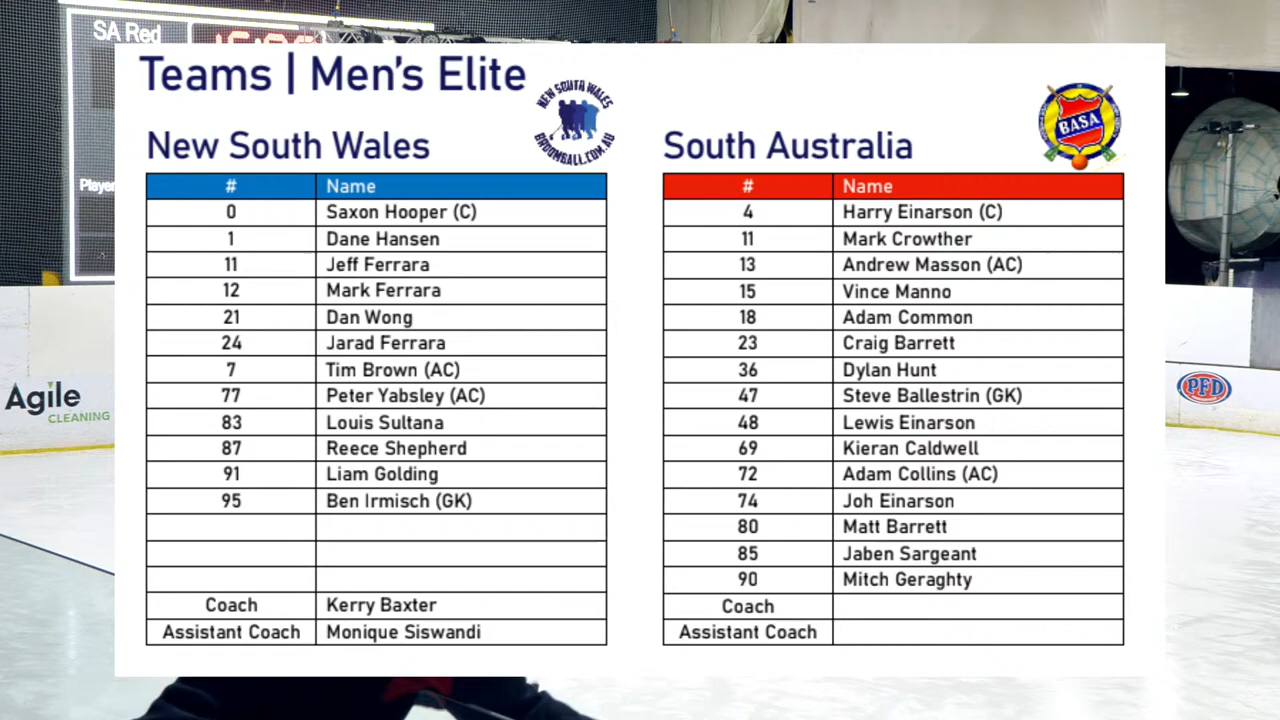 SA Red
Teams | Men's Elite
NEW SOUTH WALES
BROOMBALL.COM.AU
BASA
New South Wales
# Name
0 Saxon Hooper (C)
1 Dane Hansen
11 Jeff Ferrara
12 Mark Ferrara
21 Dan Wong
24 Jarad Ferrara
7 Tim Brown (AC)
77 Peter Yabsley (AC)
83 Louis Sultana
87 Reece Shepherd
91 Liam Golding
95 Ben Irmisch (GK)
Coach Kerry Baxter
Assistant Coach Monique Siswandi
South Australia
# Name
4 Harry Einarson (C)
11 Mark Crowther
13 Andrew Masson (AC)
15 Vince Manno
18 Adam Common
23 Craig Barrett
36 Dylan Hunt
47 Steve Ballestrin (GK)
48 Lewis Einarson
69 Kieran Caldwell
72 Adam Collins (AC)
74 Joh Einarson
80 Matt Barrett
85 Jaben Sargeant
90 Mitch Geraghty
Coach
Assistant Coach
Agile
CLEANING
PFD